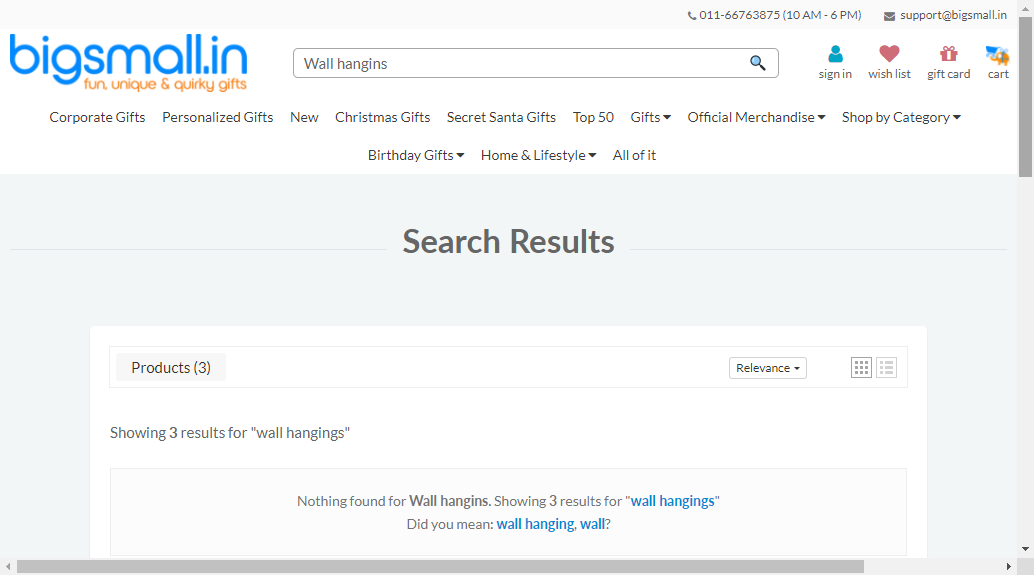 011-66763875 (10 AM - 6 PM) support@bigsmall.in
bigsmall.in
fun, unique & quirky gifts
Wall hangins
sign in wish list gift card cart
Corporate Gifts Personalized Gifts New Christmas Gifts Secret Santa Gifts Top 50 Gifts Official Merchandise Shop by Category
Birthday Gifts Home & Lifestyle All of it
Search Results
Products (3) Relevance
Showing 3 results for "wall hangings"
Nothing found for Wall hangins. Showing 3 results for "wall hangings"
Did you mean: wall hanging, wall?